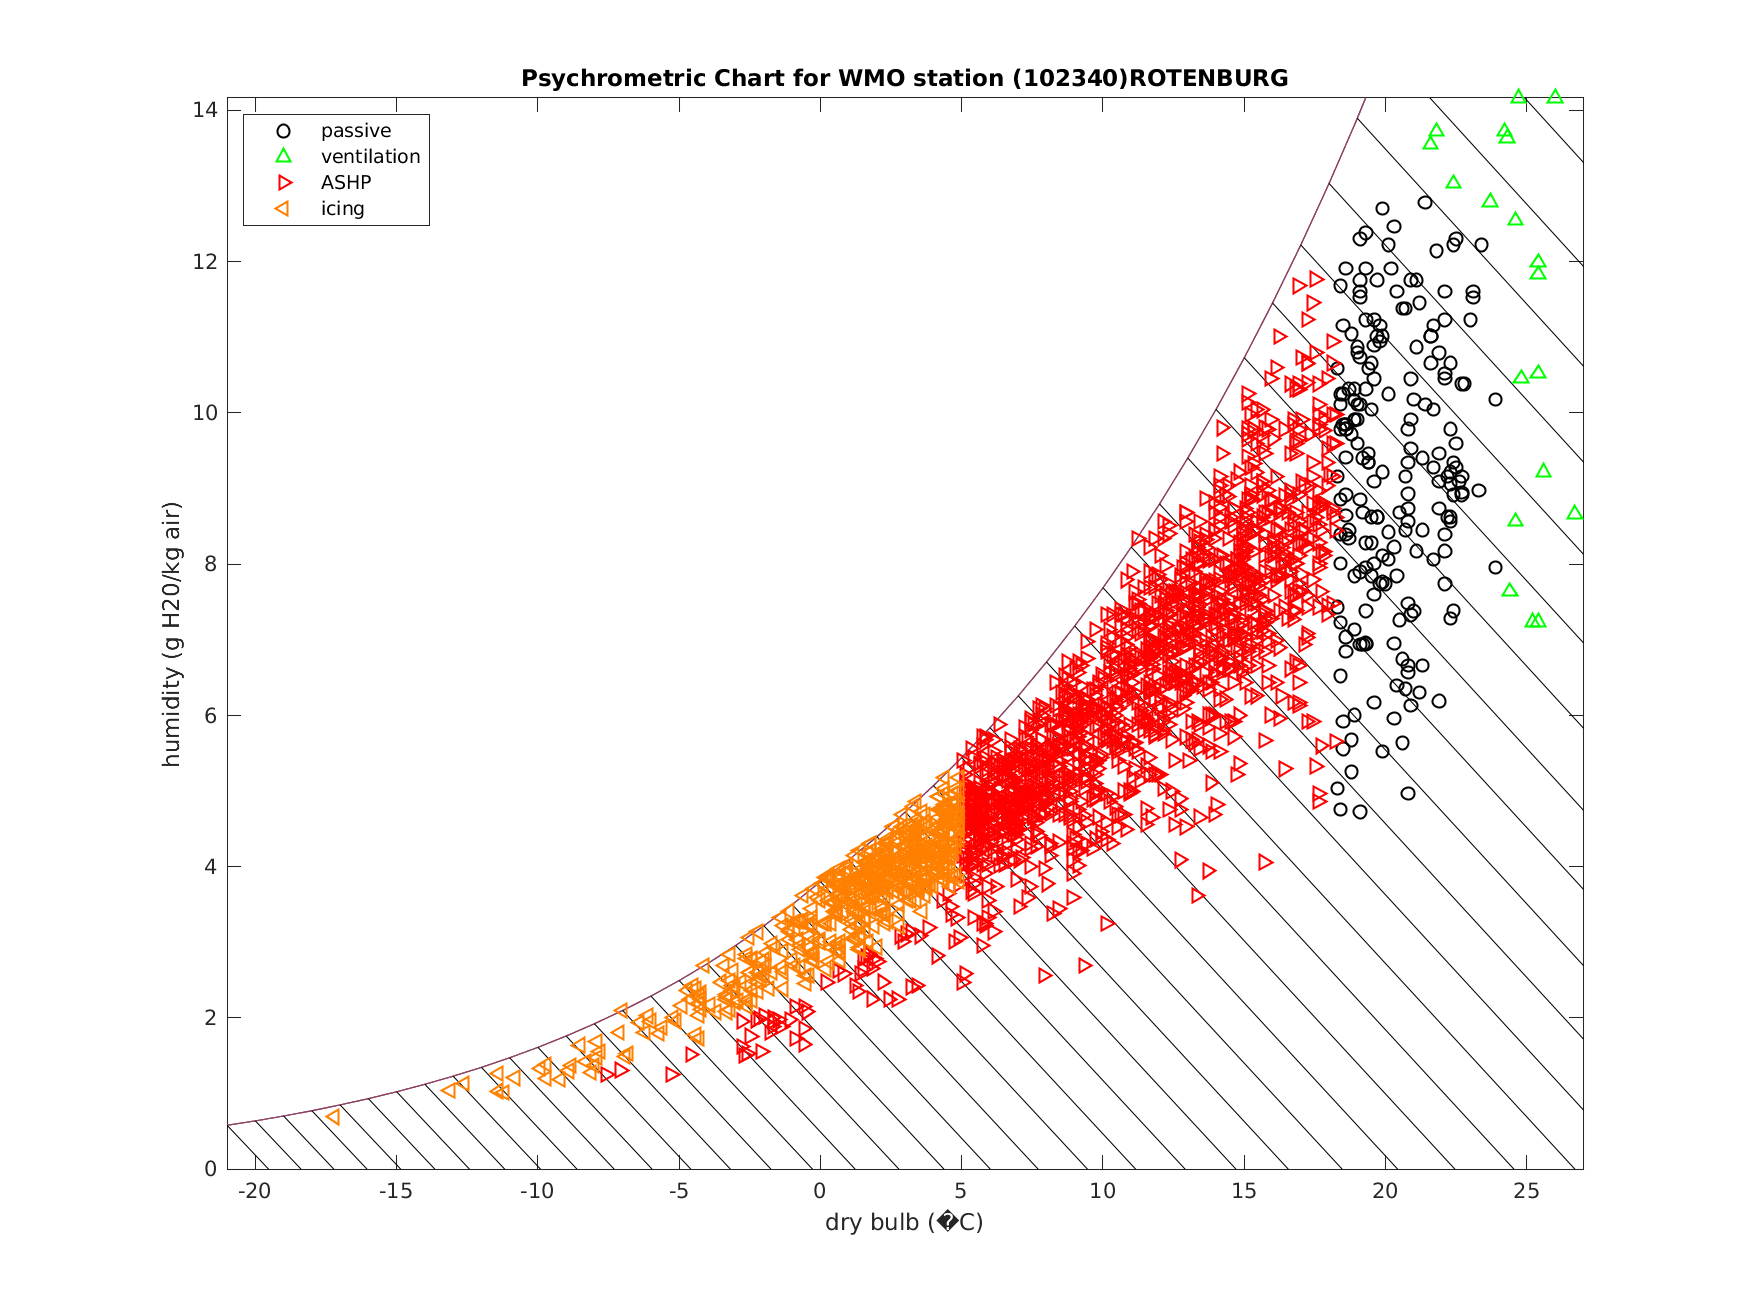 Psychrometric Chart for WMO station (102340)ROTENBURG
14
12
10
8
6
4
2
0
humidity (g H20/kg air)
passive
ventilation
ASHP
icing
-20 -15 -10 -5 0 5 10 15 20 25
dry bulb (�C)